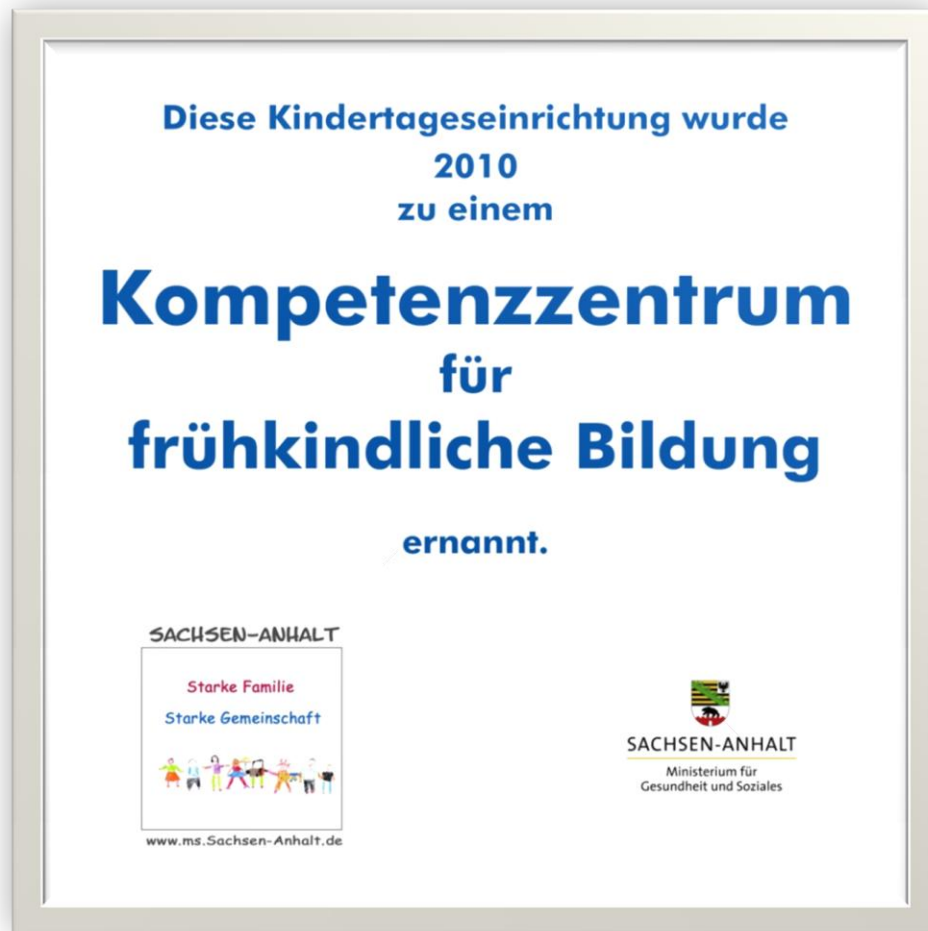 Diese Kindertageseinrichtung wurde
2010
zu einem
Kompetenzzentrum
für
frühkindliche Bildung
ernannt.
SACHSEN-ANHALT
Starke Familie
Starke Gemeinschaft
www.ms.Sachsen-Anhalt.de
SACHSEN-ANHALT
Ministerium für
Gesundheit und Soziales